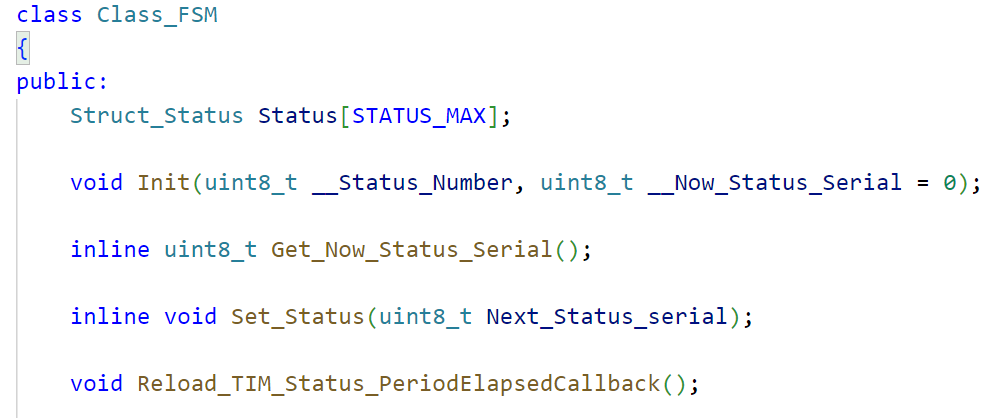 class Class_FSM
{
public:
    Struct_Status Status[STATUS_MAX];
    void Init(uint8_t __Status_Number, uint8_t __Now_Status_Serial = 0);
    inline uint8_t Get_Now_Status_Serial();
    inline void Set_Status(uint8_t Next_Status_serial);
    void Reload_TIM_Status_PeriodElapsedCallback();